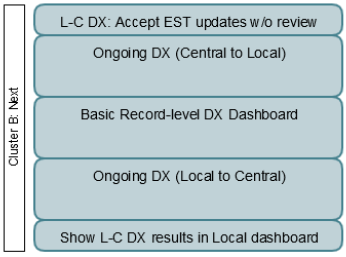 Cluster B: Next
L-C DX: Accept EST updates w/o review
Ongoing DX (Central to Local)
Basic Record-level DX Dashboard
Ongoing DX (Local to Central)
Show L-C DX results in Local dashboard